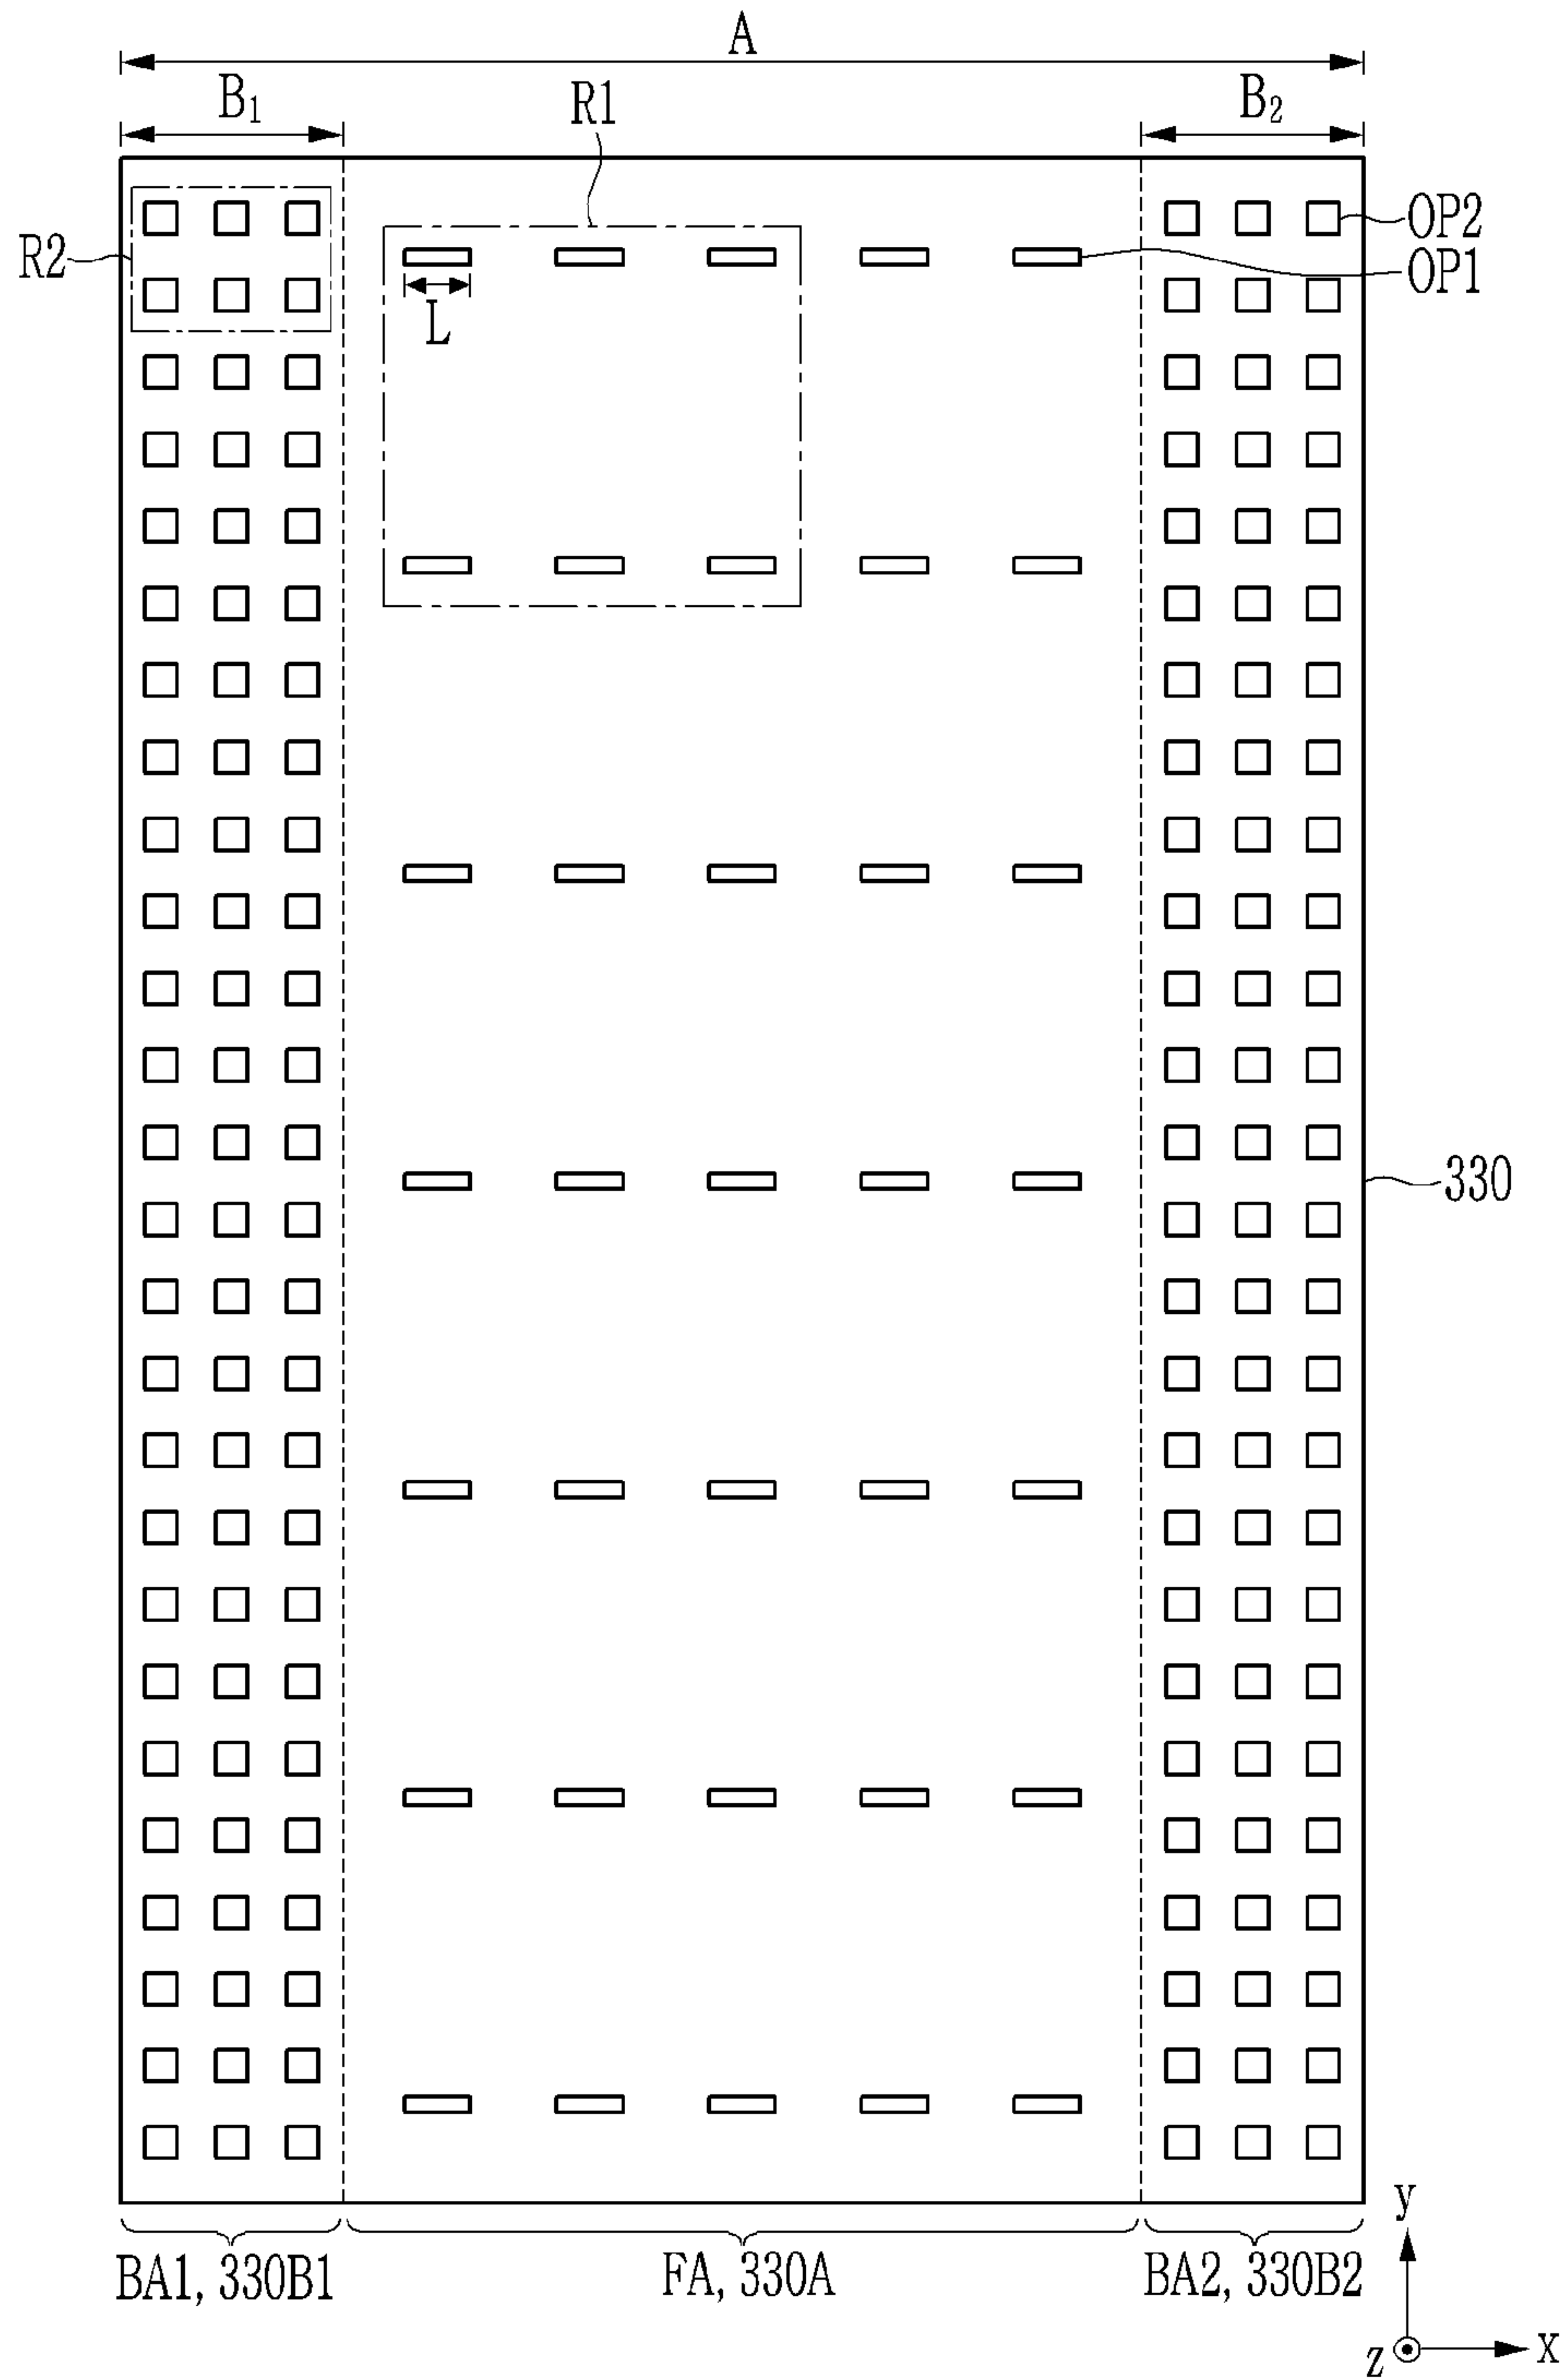 A
B₁
R1
B₂
R2
OP2
OP1
L
330
BA1, 330B1
FA, 330A
BA2, 330B2
y
z
x